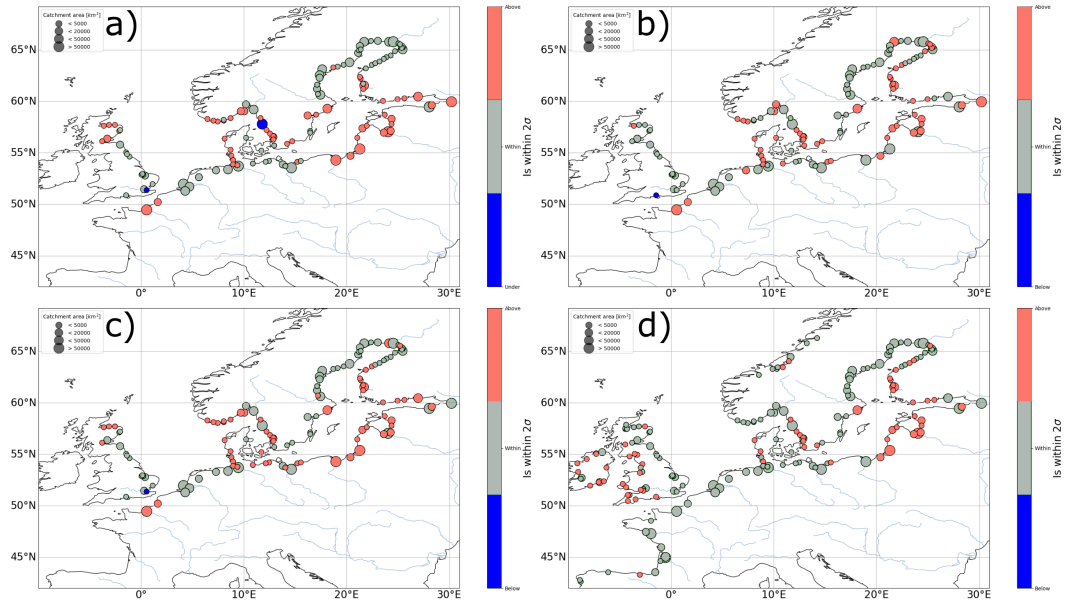 a)
Catchment area [km²]
< 5000
< 20000
< 50000
> 50000
65°N
60°N
55°N
50°N
45°N
0°
10°E
20°E
30°E
Above
Within
Under
Is within 2σ
b)
Catchment area [km²]
< 5000
< 20000
< 50000
> 50000
65°N
60°N
55°N
50°N
45°N
0°
10°E
20°E
30°E
Above
Within
Below
Is within 2σ
c)
Catchment area [km²]
< 5000
< 20000
< 50000
> 50000
65°N
60°N
55°N
50°N
45°N
0°
10°E
20°E
30°E
Above
Within
Below
Is within 2σ
d)
Catchment area [km²]
< 5000
< 20000
< 50000
> 50000
65°N
60°N
55°N
50°N
45°N
0°
10°E
20°E
30°E
Above
Within
Below
Is within 2σ